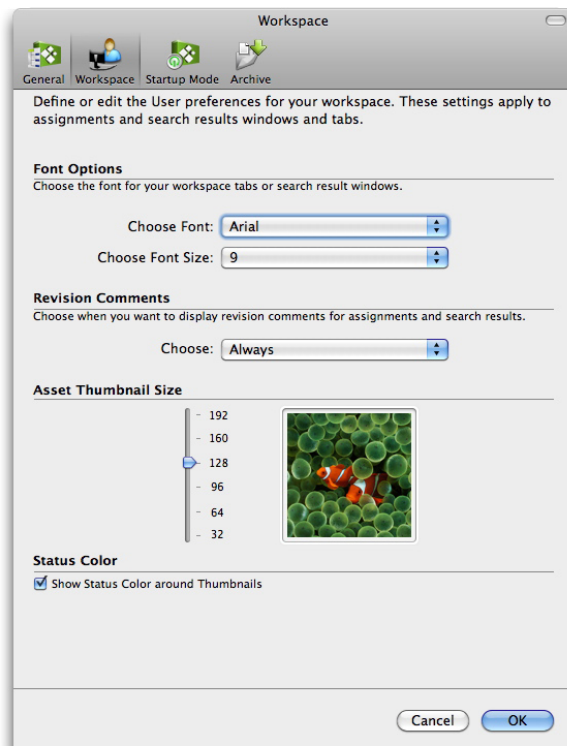 Workspace
General Workspace Startup Mode Archive
Define or edit the User preferences for your workspace. These settings apply to
assignments and search results windows and tabs.
Font Options
Choose the font for your workspace tabs or search result windows.
Choose Font: Arial
Choose Font Size: 9
Revision Comments
Choose when you want to display revision comments for assignments and search results.
Choose: Always
Asset Thumbnail Size
192
160
128
96
64
32
Status Color
Show Status Color around Thumbnails
Cancel OK